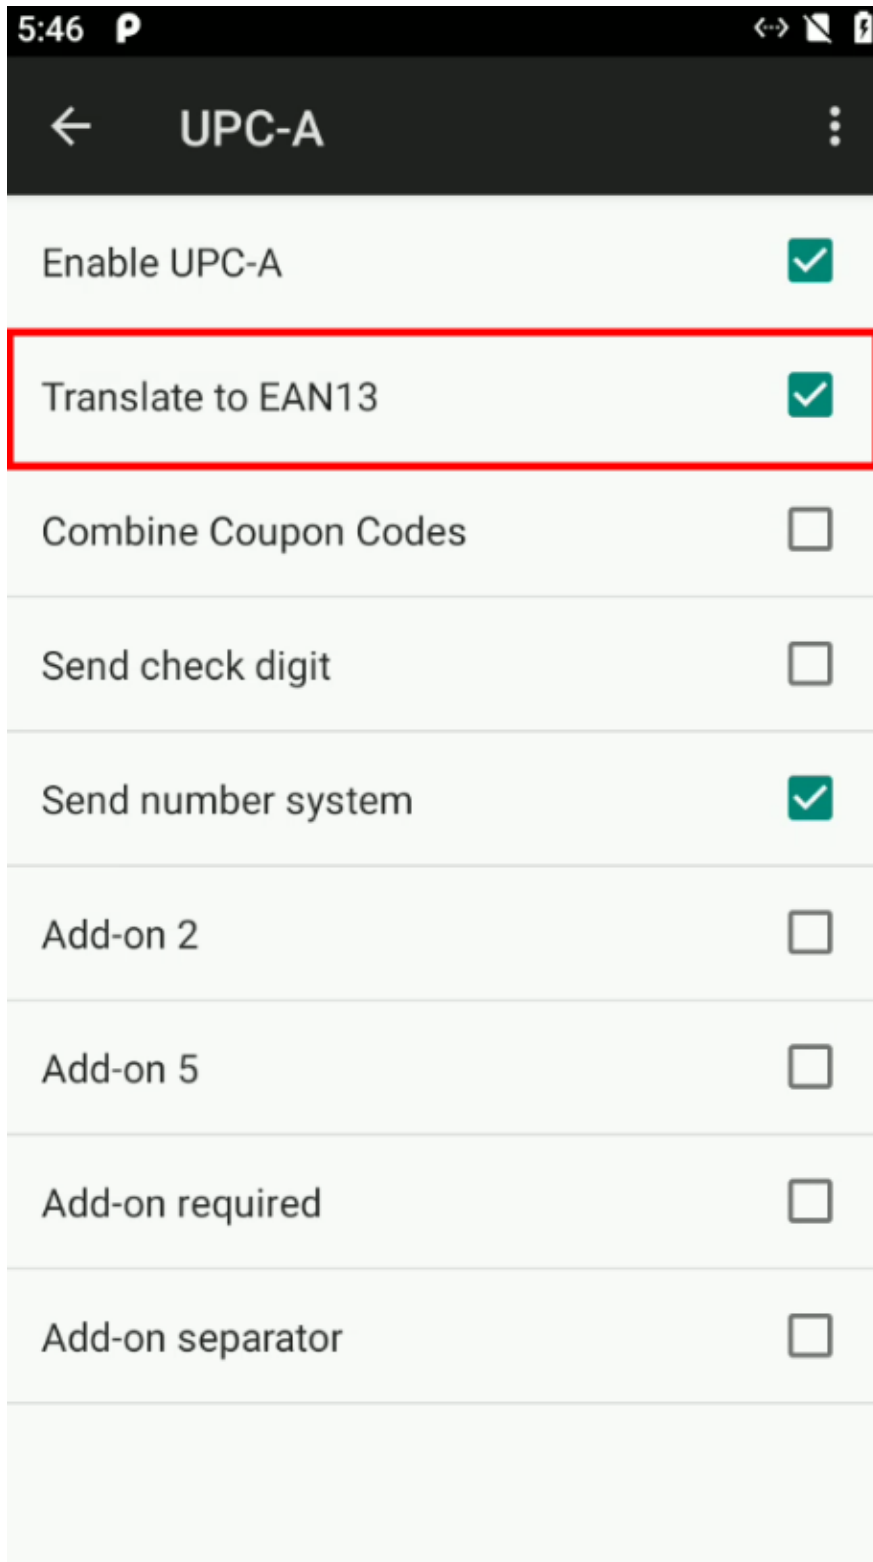 5:46
UPC-A
Enable UPC-A
Translate to EAN13
Combine Coupon Codes
Send check digit
Send number system
Add-on 2
Add-on 5
Add-on required
Add-on separator